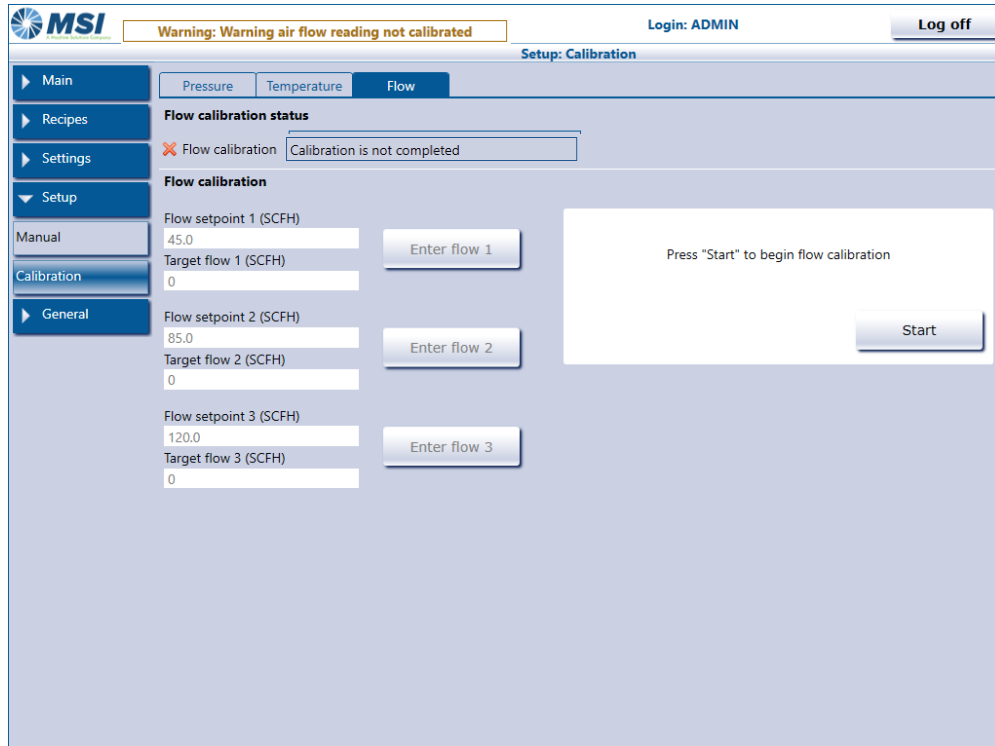 MSI
Warning: Warning air flow reading not calibrated
Login: ADMIN
Log off
Setup: Calibration
Main
Recipes
Settings
Setup
Manual
Calibration
General
Pressure
Temperature
Flow
Flow calibration status
Flow calibration
Calibration is not completed
Flow calibration
Flow setpoint 1 (SCFH)
45.0
Target flow 1 (SCFH)
0
Enter flow 1
Flow setpoint 2 (SCFH)
85.0
Target flow 2 (SCFH)
0
Enter flow 2
Flow setpoint 3 (SCFH)
120.0
Target flow 3 (SCFH)
0
Enter flow 3
Press "Start" to begin flow calibration
Start